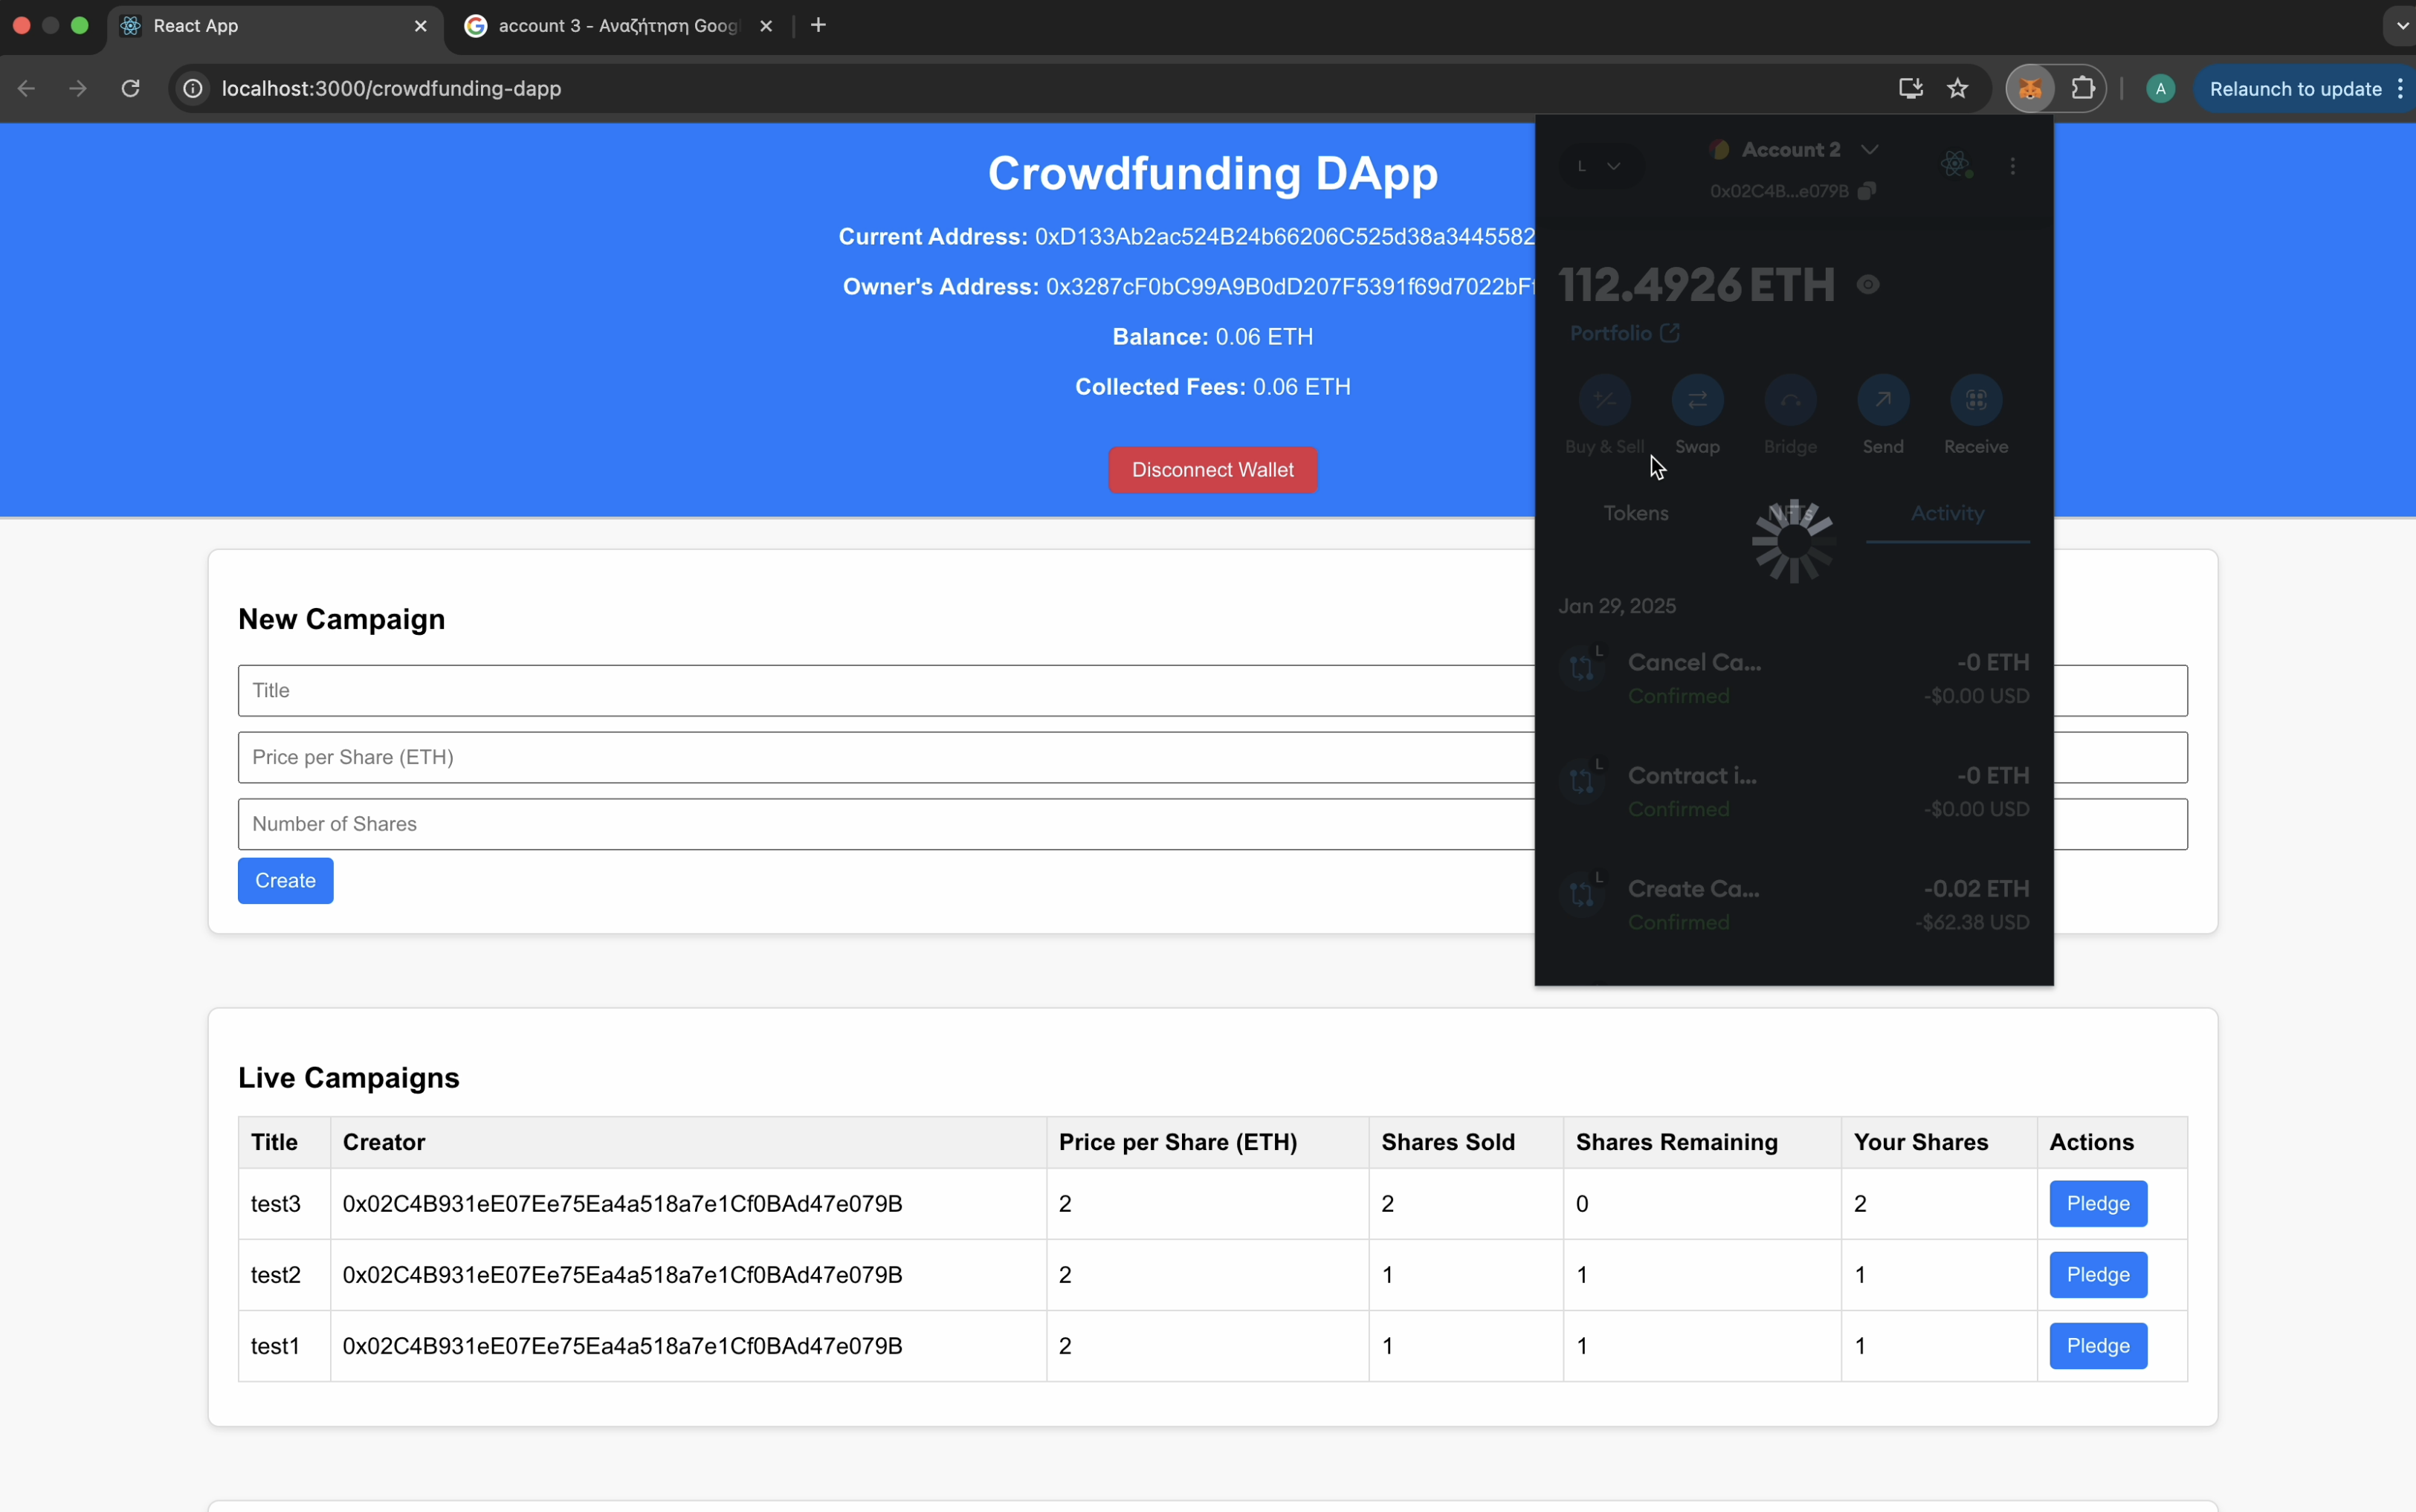 React App
account 3 - Αναζήτηση Goog
localhost:3000/crowdfunding-dapp
A
Relaunch to update
Crowdfunding DApp
Current Address: 0xD133Ab2ac524B24b66206C525d38a3445582
Owner's Address: 0x3287cF0bC99A9B0dD207F5391f69d7022bFf
Balance: 0.06 ETH
Collected Fees: 0.06 ETH
Disconnect Wallet
L
Account 2
0x02C4B...e079B
112.4926 ETH
Portfolio
Buy & Sell
Swap
Bridge
Send
Receive
Tokens
NFTs
Activity
Jan 29, 2025
L
Cancel Ca...
-0 ETH
Confirmed
-$0.00 USD
L
Contract i...
-0 ETH
Confirmed
-$0.00 USD
L
Create Ca...
-0.02 ETH
Confirmed
-$62.38 USD
New Campaign
Title
Price per Share (ETH)
Number of Shares
Create
Live Campaigns
Title Creator Price per Share (ETH) Shares Sold Shares Remaining Your Shares Actions
test3 0x02C4B931eE07Ee75Ea4a518a7e1Cf0BAd47e079B 2 2 0 2 Pledge
test2 0x02C4B931eE07Ee75Ea4a518a7e1Cf0BAd47e079B 2 1 1 1 Pledge
test1 0x02C4B931eE07Ee75Ea4a518a7e1Cf0BAd47e079B 2 1 1 1 Pledge